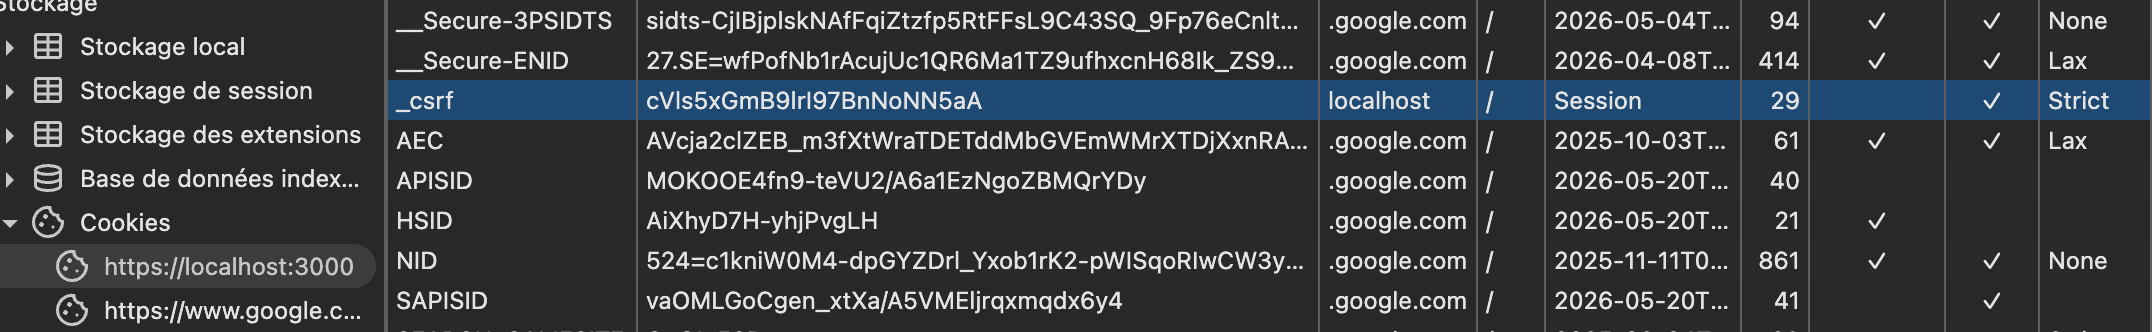 Stockage
Stockage local
Stockage de session
Stockage des extensions
Base de données index...
Cookies
https://localhost:3000
https://www.google.c...
__Secure-3PSIDTS sidts-CjIBjplskNAfFqiZtzfp5RtFFsL9C43SQ_9Fp76eCnlt... .google.com / 2026-05-04T... 94 ✓ ✓ None
__Secure-ENID 27.SE=wfPofNb1rAcujUc1QR6Ma1TZ9ufhxcnH68Ik_ZS9... .google.com / 2026-04-08T... 414 ✓ ✓ Lax
_csrf cVls5xGmB9lrl97BnNoNN5aA localhost / Session 29 ✓ Strict
AEC AVcja2clZEB_m3fXtWraTDETddMbGVEmWMrXTDjXxnRA... .google.com / 2025-10-03T... 61 ✓ ✓ Lax
APISID MOKOOE4fn9-teVU2/A6a1EzNgoZBMQrYDy .google.com / 2026-05-20T... 40
HSID AiXhyD7H-yhjPvgLH .google.com / 2026-05-20T... 21 ✓
NID 524=c1kniW0M4-dpGYZDrl_Yxob1rK2-pWISqoRlwCW3y... .google.com / 2025-11-11T0... 861 ✓ ✓ None
SAPISID vaOMLGoCgen_xtXa/A5VMEljrqxmqdx6y4 .google.com / 2026-05-20T... 41 ✓